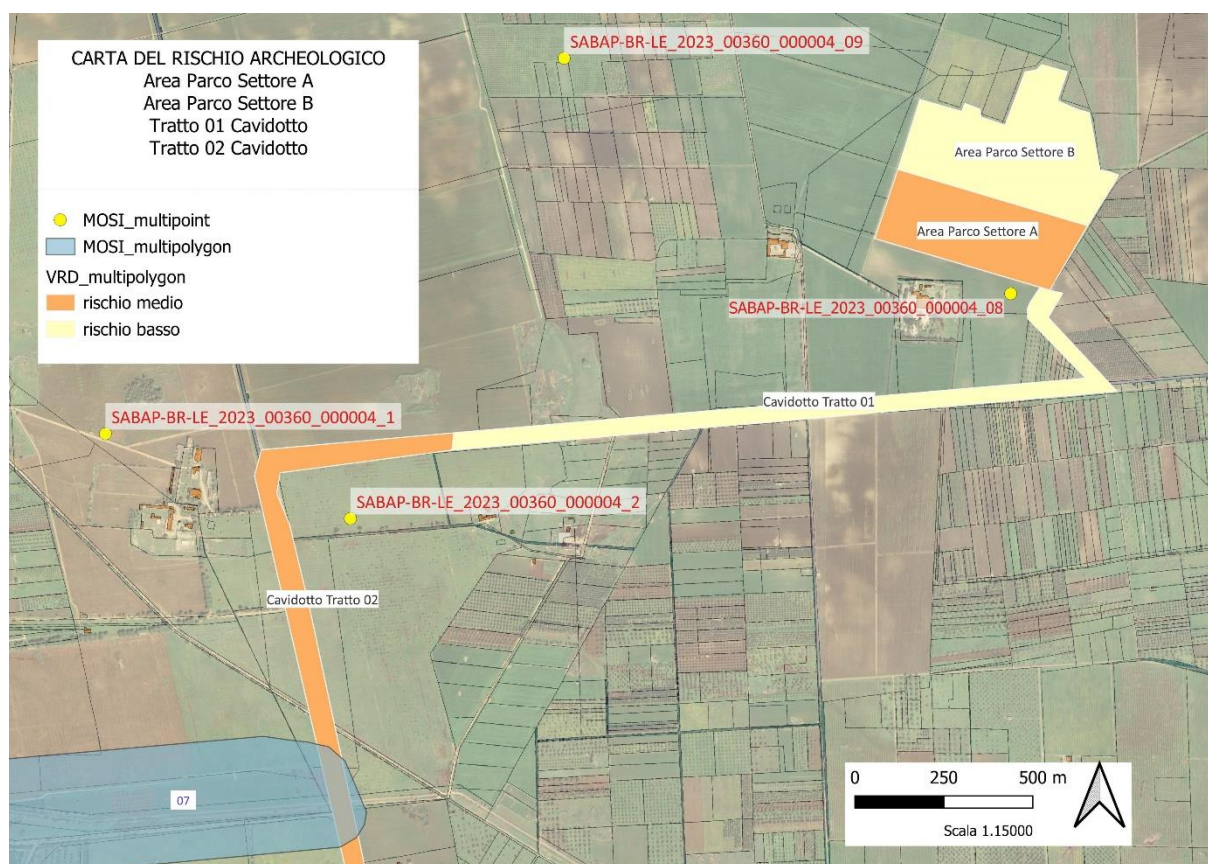 CARTA DEL RISCHIO ARCHEOLOGICO
Area Parco Settore A
Area Parco Settore B
Tratto 01 Cavidotto
Tratto 02 Cavidotto
MOSI_multipoint
MOSI_multipolygon
VRD_multipolygon
rischio medio
rischio basso
SABAP-BR-LE_2023_00360_000004_09
Area Parco Settore B
Area Parco Settore A
SABAP-BR-LE_2023_00360_000004_08
Cavidotto Tratto 01
SABAP-BR-LE_2023_00360_000004_1
SABAP-BR-LE_2023_00360_000004_2
Cavidotto Tratto 02
07
0 250 500 m
Scala 1.15000